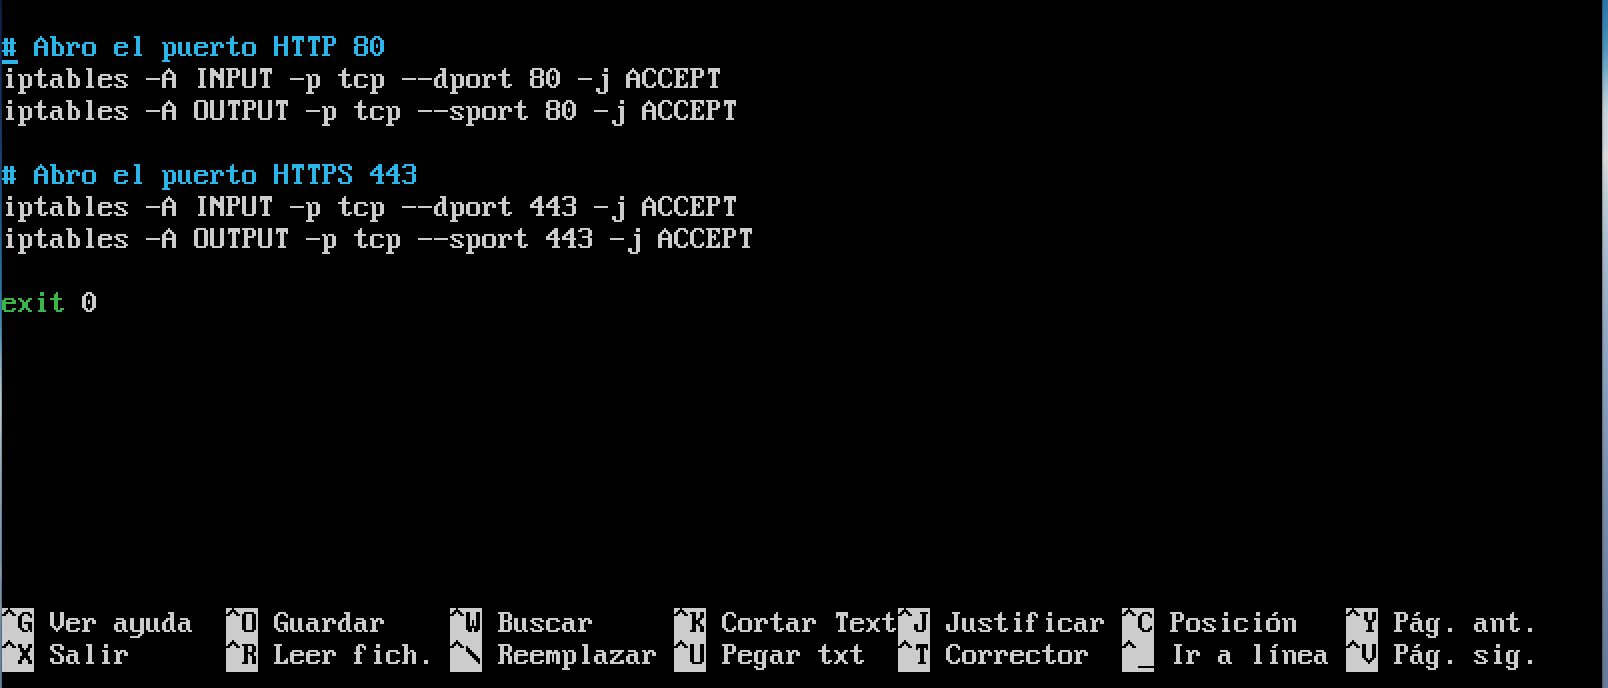 # Abro el puerto HTTP 80
iptables -A INPUT -p tcp --dport 80 -j ACCEPT
iptables -A OUTPUT -p tcp --sport 80 -j ACCEPT
# Abro el puerto HTTPS 443
iptables -A INPUT -p tcp --dport 443 -j ACCEPT
iptables -A OUTPUT -p tcp --sport 443 -j ACCEPT
exit 0
^G Ver ayuda ^O Guardar ^W Buscar ^K Cortar Text ^J Justificar ^C Posición ^Y Pág. ant.
^X Salir ^R Leer fich. ^\ Reemplazar ^U Pegar txt ^T Corrector ^_ Ir a línea ^V Pág. sig.